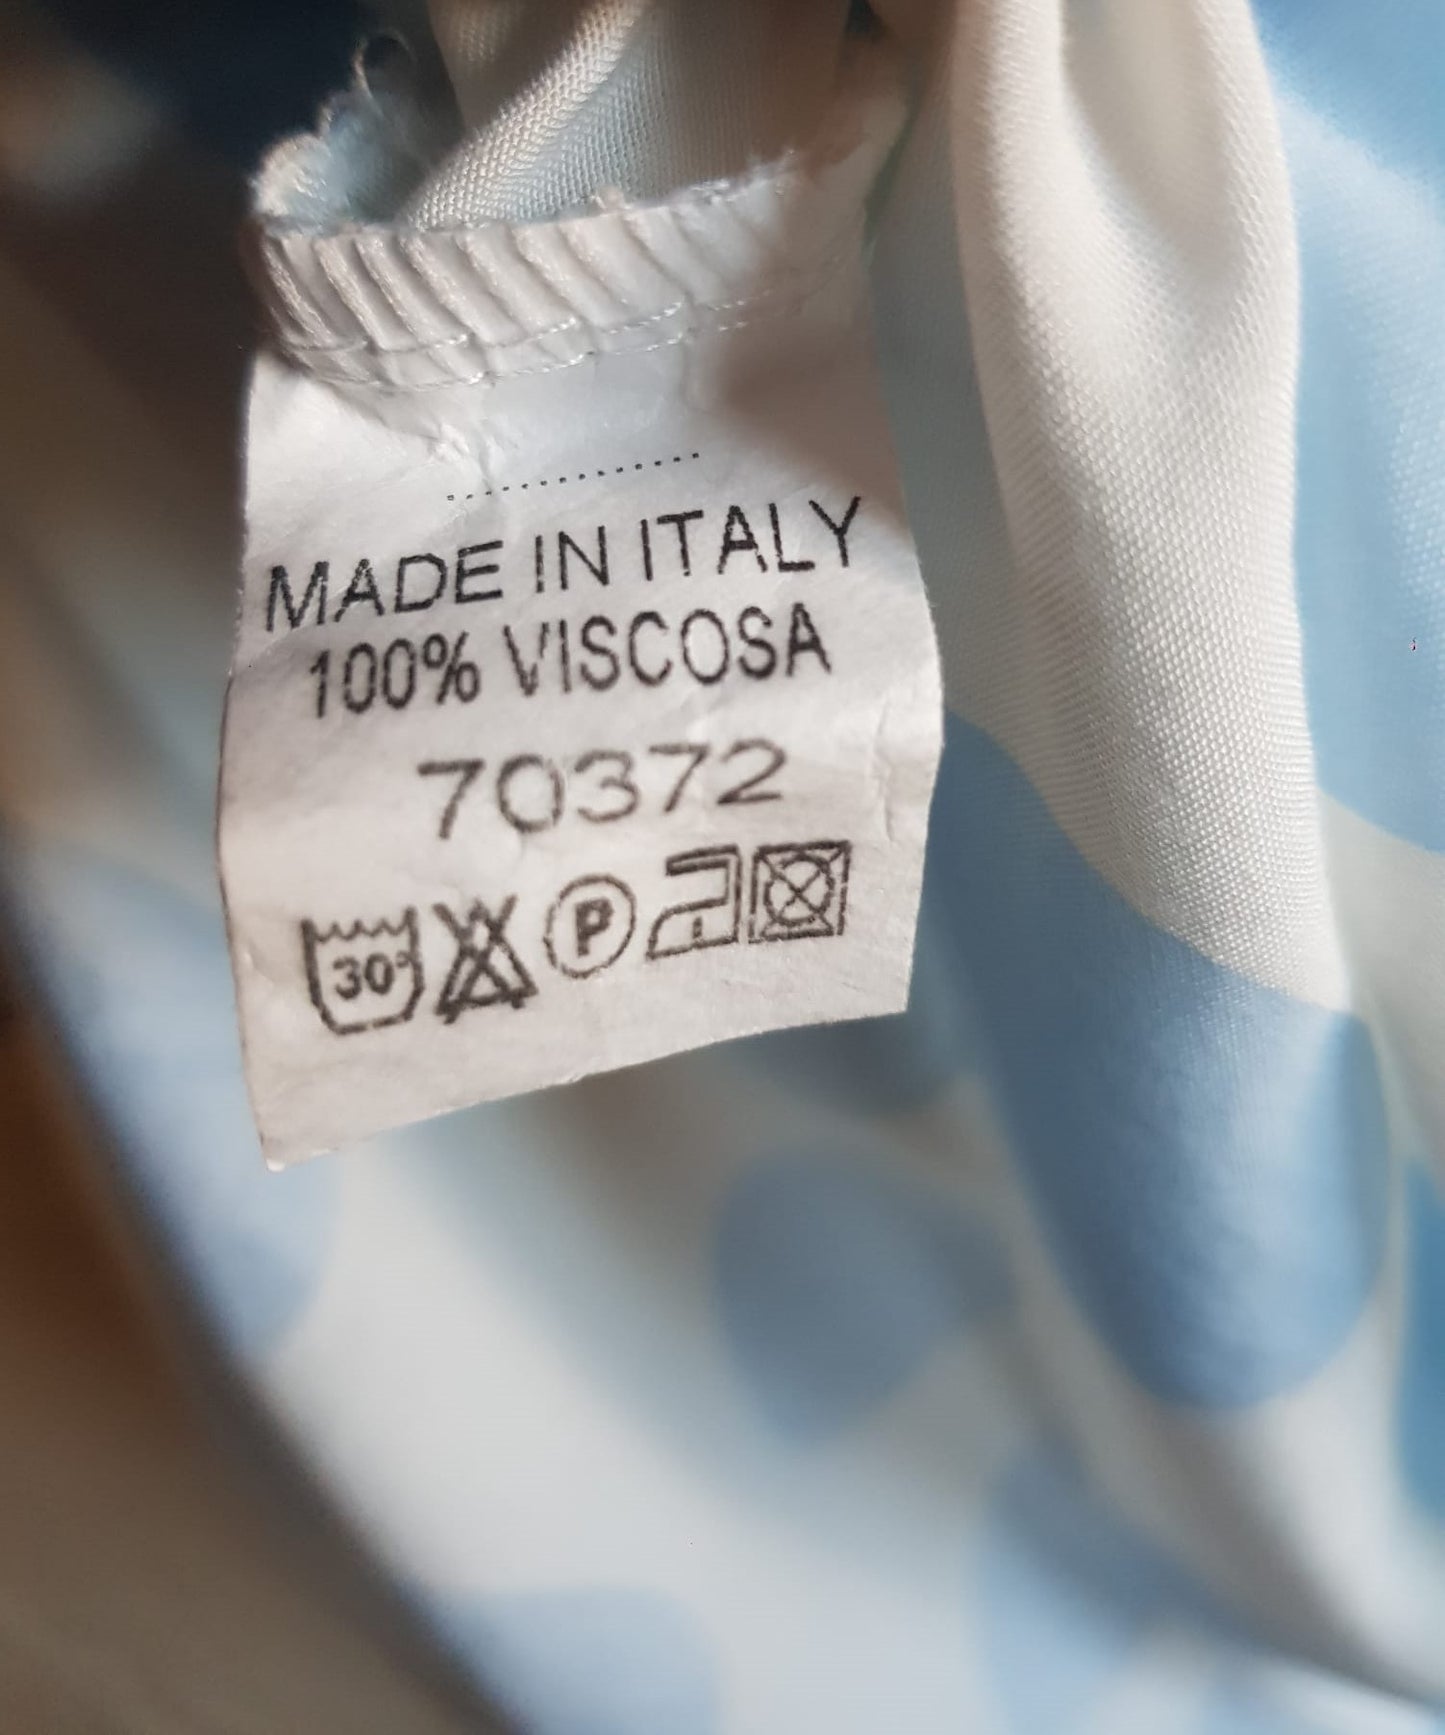 MADE IN ITALY
100% VISCOSA
70372
30° P